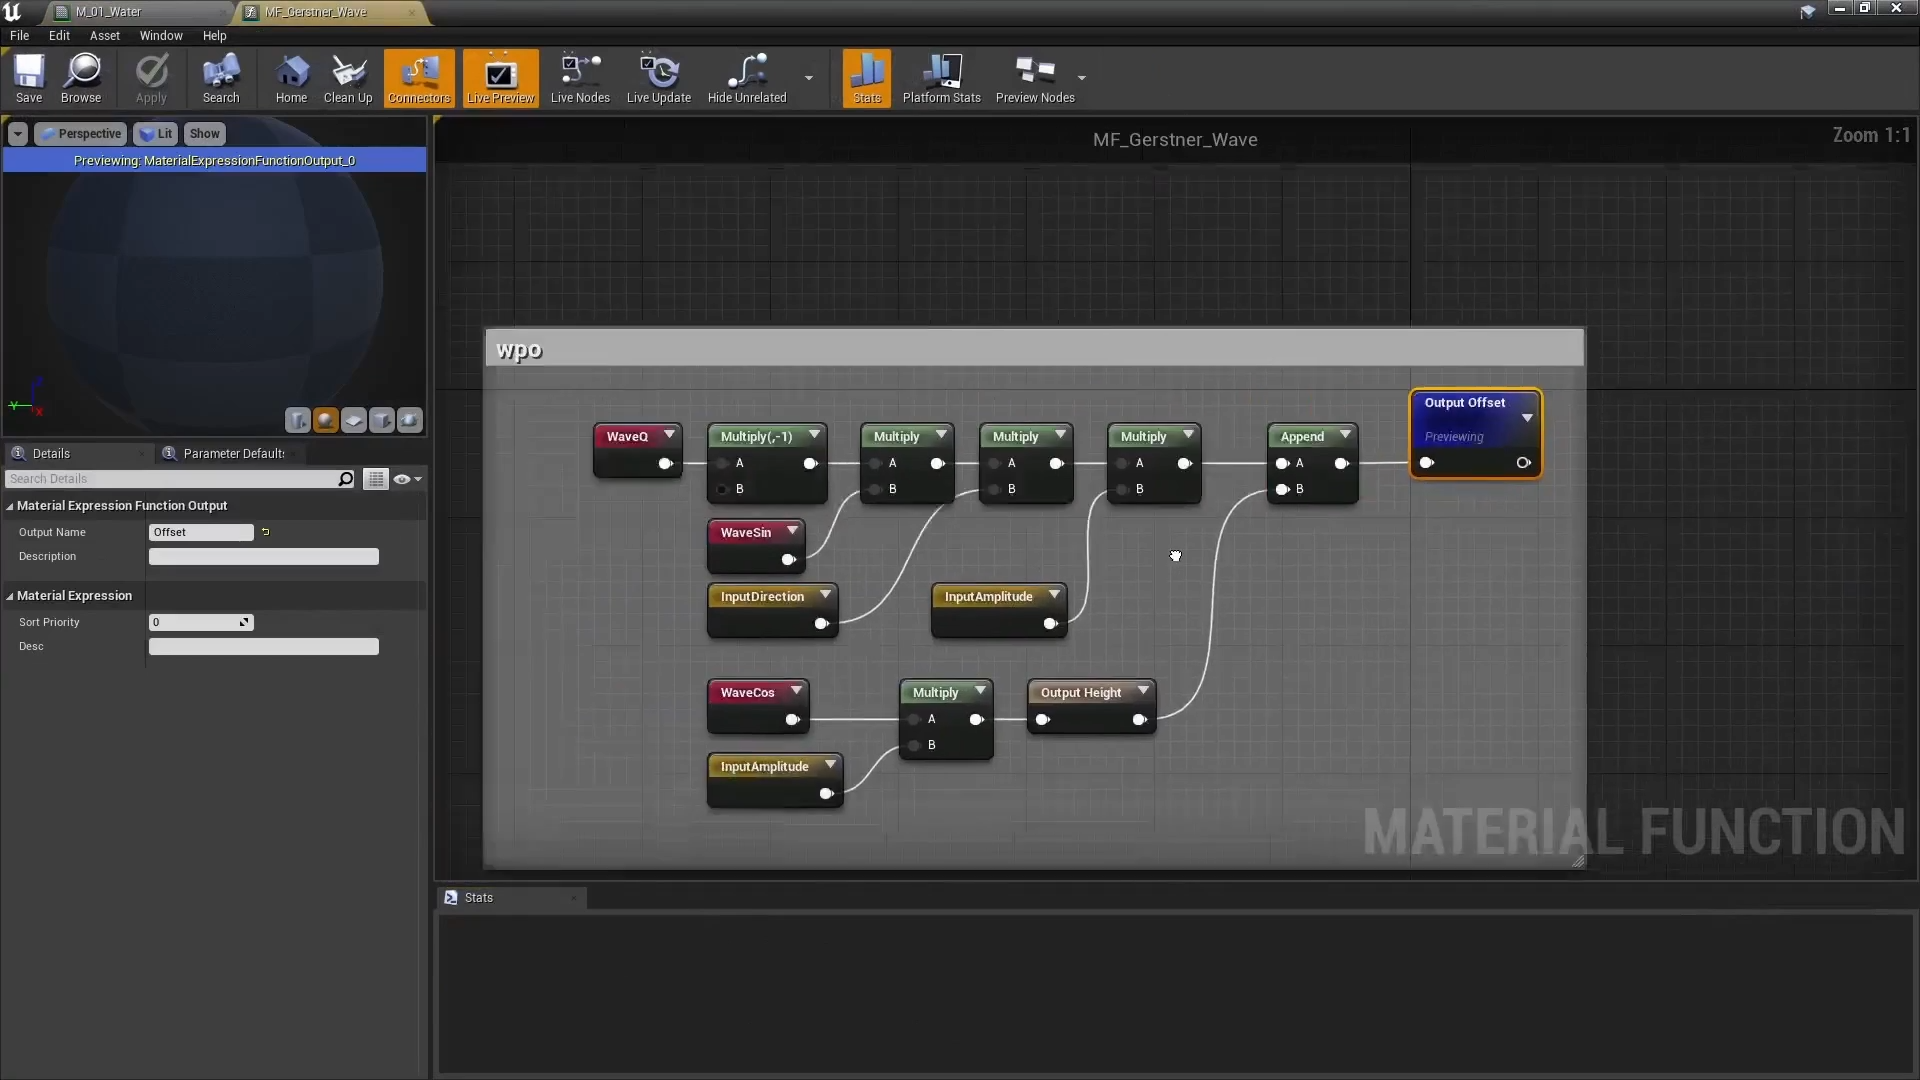 M_01_Water
MF_Gerstner_Wave
File Edit Asset Window Help
Save Browse Apply Search Home Clean Up Connectors Live Preview Live Nodes Live Update Hide Unrelated Stats Platform Stats Preview Nodes
Perspective Lit Show
Previewing: MaterialExpressionFunctionOutput_0
MF_Gerstner_Wave
Zoom 1:1
Details
Parameter Defaults
Search Details
Material Expression Function Output
Output Name Offset
Description
Material Expression
Sort Priority 0
Desc
wpo
WaveQ
Multiply(,-1)
A
B
Multiply
A
B
Multiply
A
B
Multiply
A
B
Append
A
B
Output Offset
Previewing
WaveSin
InputDirection
InputAmplitude
WaveCos
Multiply
A
B
Output Height
InputAmplitude
MATERIAL FUNCTION
Stats